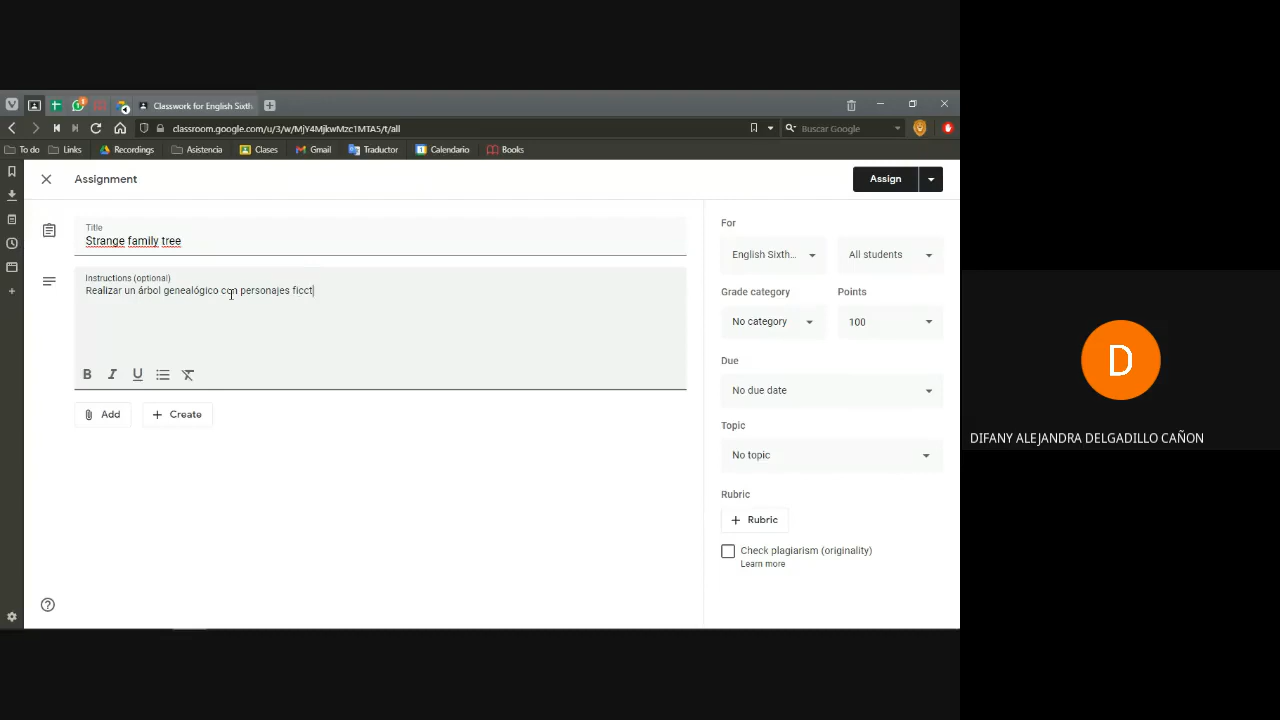 Classwork for English Sixth
classroom.google.com/u/3/w/MjY4MjkwMzc1MTA5/t/all
Buscar Google
To do Links Recordings Asistencia Clases Gmail Traductor Calendario Books
Assignment
Assign
Title
Strange family tree
Instructions (optional)
Realizar un árbol genealógico con personajes ficct
B I U
Add Create
For
English Sixth... All students
Grade category Points
No category 100
Due
No due date
Topic
No topic
Rubric
+ Rubric
Check plagiarism (originality)
Learn more
D
DIFANY ALEJANDRA DELGADILLO CAÑON